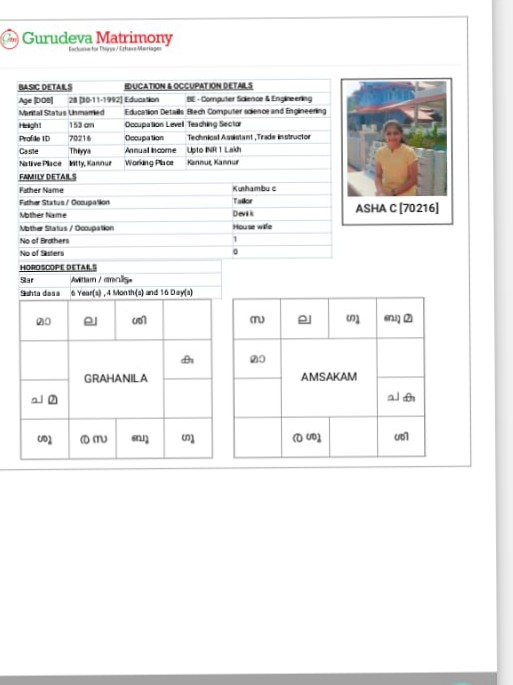 Gurudeva Matrimony
Exclusive for Thiyya / Ezhava Marriages
BASIC DETAILS EDUCATION & OCCUPATION DETAILS
Age [DOB] 28 [30-11-1992] Education BE - Computer Science & Engineering
Marital Status Unmarried Education Details Btech Computer science and Engineering
Height 153 cm Occupation Level Teaching Sector
Profile ID 70216 Occupation Technical Assistant ,Trade instructor
Caste Thiyya Annual Income Upto INR 1 Lakh
Native Place Iritty, Kannur Working Place Kannur, Kannur
FAMILY DETAILS
Father Name Kushambu c
Father Status / Occupation Tailor
Mother Name Devi k
Mother Status / Occupation House wife
No of Brothers 1
No of Sisters 0
ASHA C [70216]
HOROSCOPE DETAILS
Star Avittam / അവിട്ടം
Sishta dasa 6 Year(s) , 4 Month(s) and 16 Day(s)
മാ ല ശി
ക
GRAHANILA
ച മ
ശു ര സ ബു ഗു
സ ല ഗു ബു മ
മാ
AMSAKAM
ച ക
ര ശു ശി